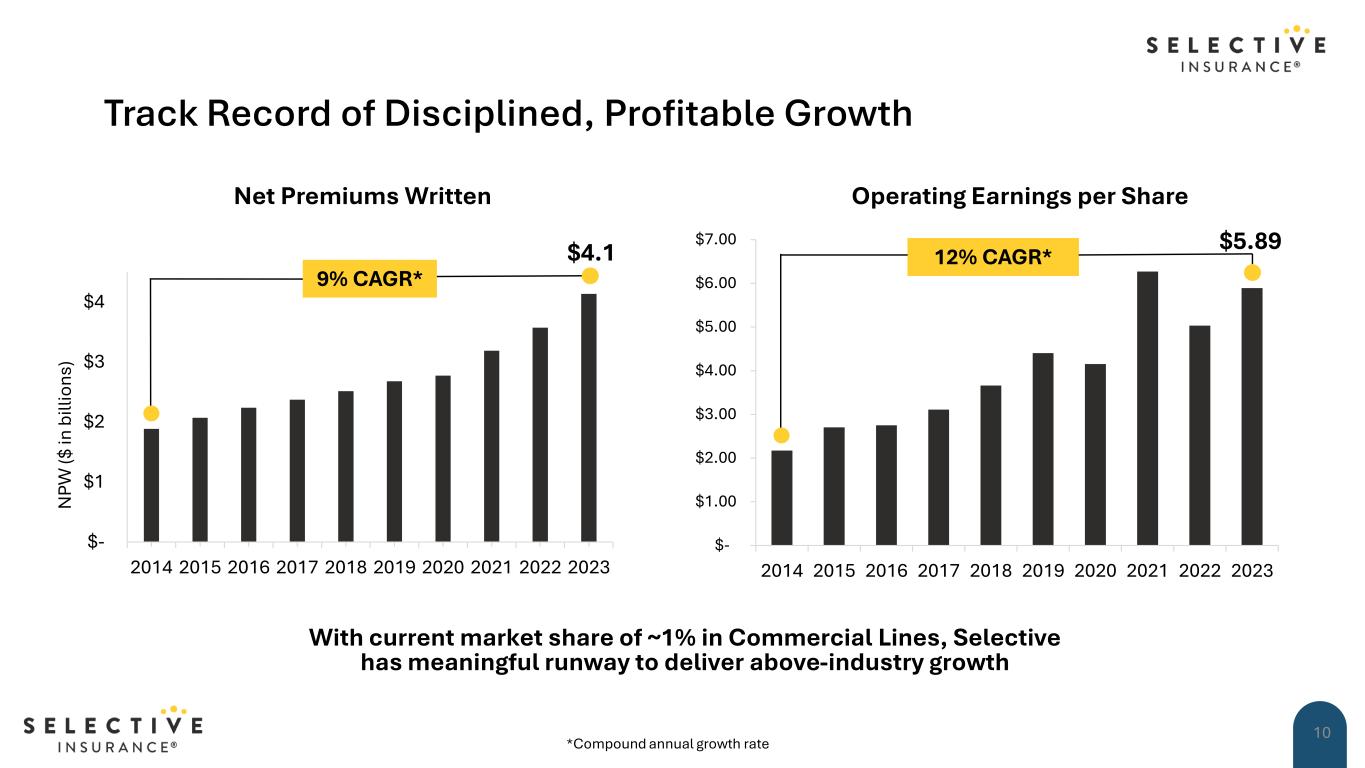 SELECTIVE
INSURANCE®
Track Record of Disciplined, Profitable Growth
Net Premiums Written
$4.1
9% CAGR*
NPW ($ in billions)
$4
$3
$2
$1
$-
2014 2015 2016 2017 2018 2019 2020 2021 2022 2023
Operating Earnings per Share
$5.89
12% CAGR*
$7.00
$6.00
$5.00
$4.00
$3.00
$2.00
$1.00
$-
2014 2015 2016 2017 2018 2019 2020 2021 2022 2023
With current market share of ~1% in Commercial Lines, Selective
has meaningful runway to deliver above-industry growth
SELECTIVE
INSURANCE®
*Compound annual growth rate
10